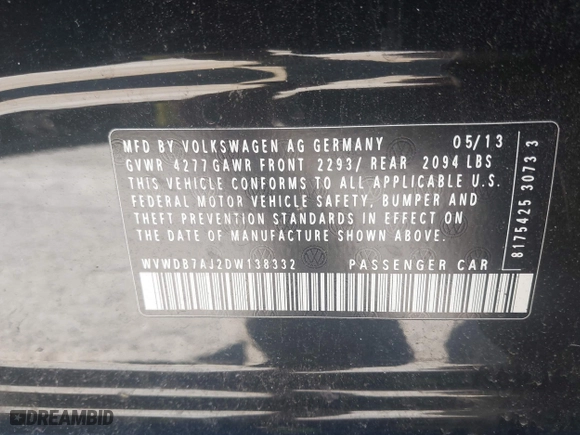 MFD BY VOLKSWAGEN AG GERMANY 05/13
GVWR 4277 GAWR FRONT 2293/ REAR 2094 LBS
THIS VEHICLE CONFORMS TO ALL APPLICABLE U.S.
FEDERAL MOTOR VEHICLE SAFETY, BUMPER AND
THEFT PREVENTION STANDARDS IN EFFECT ON
THE DATE OF MANUFACTURE SHOWN ABOVE.
WVWDB7AJ2DW138332 PASSENGER CAR
8175425 3073 3
DREAMBID